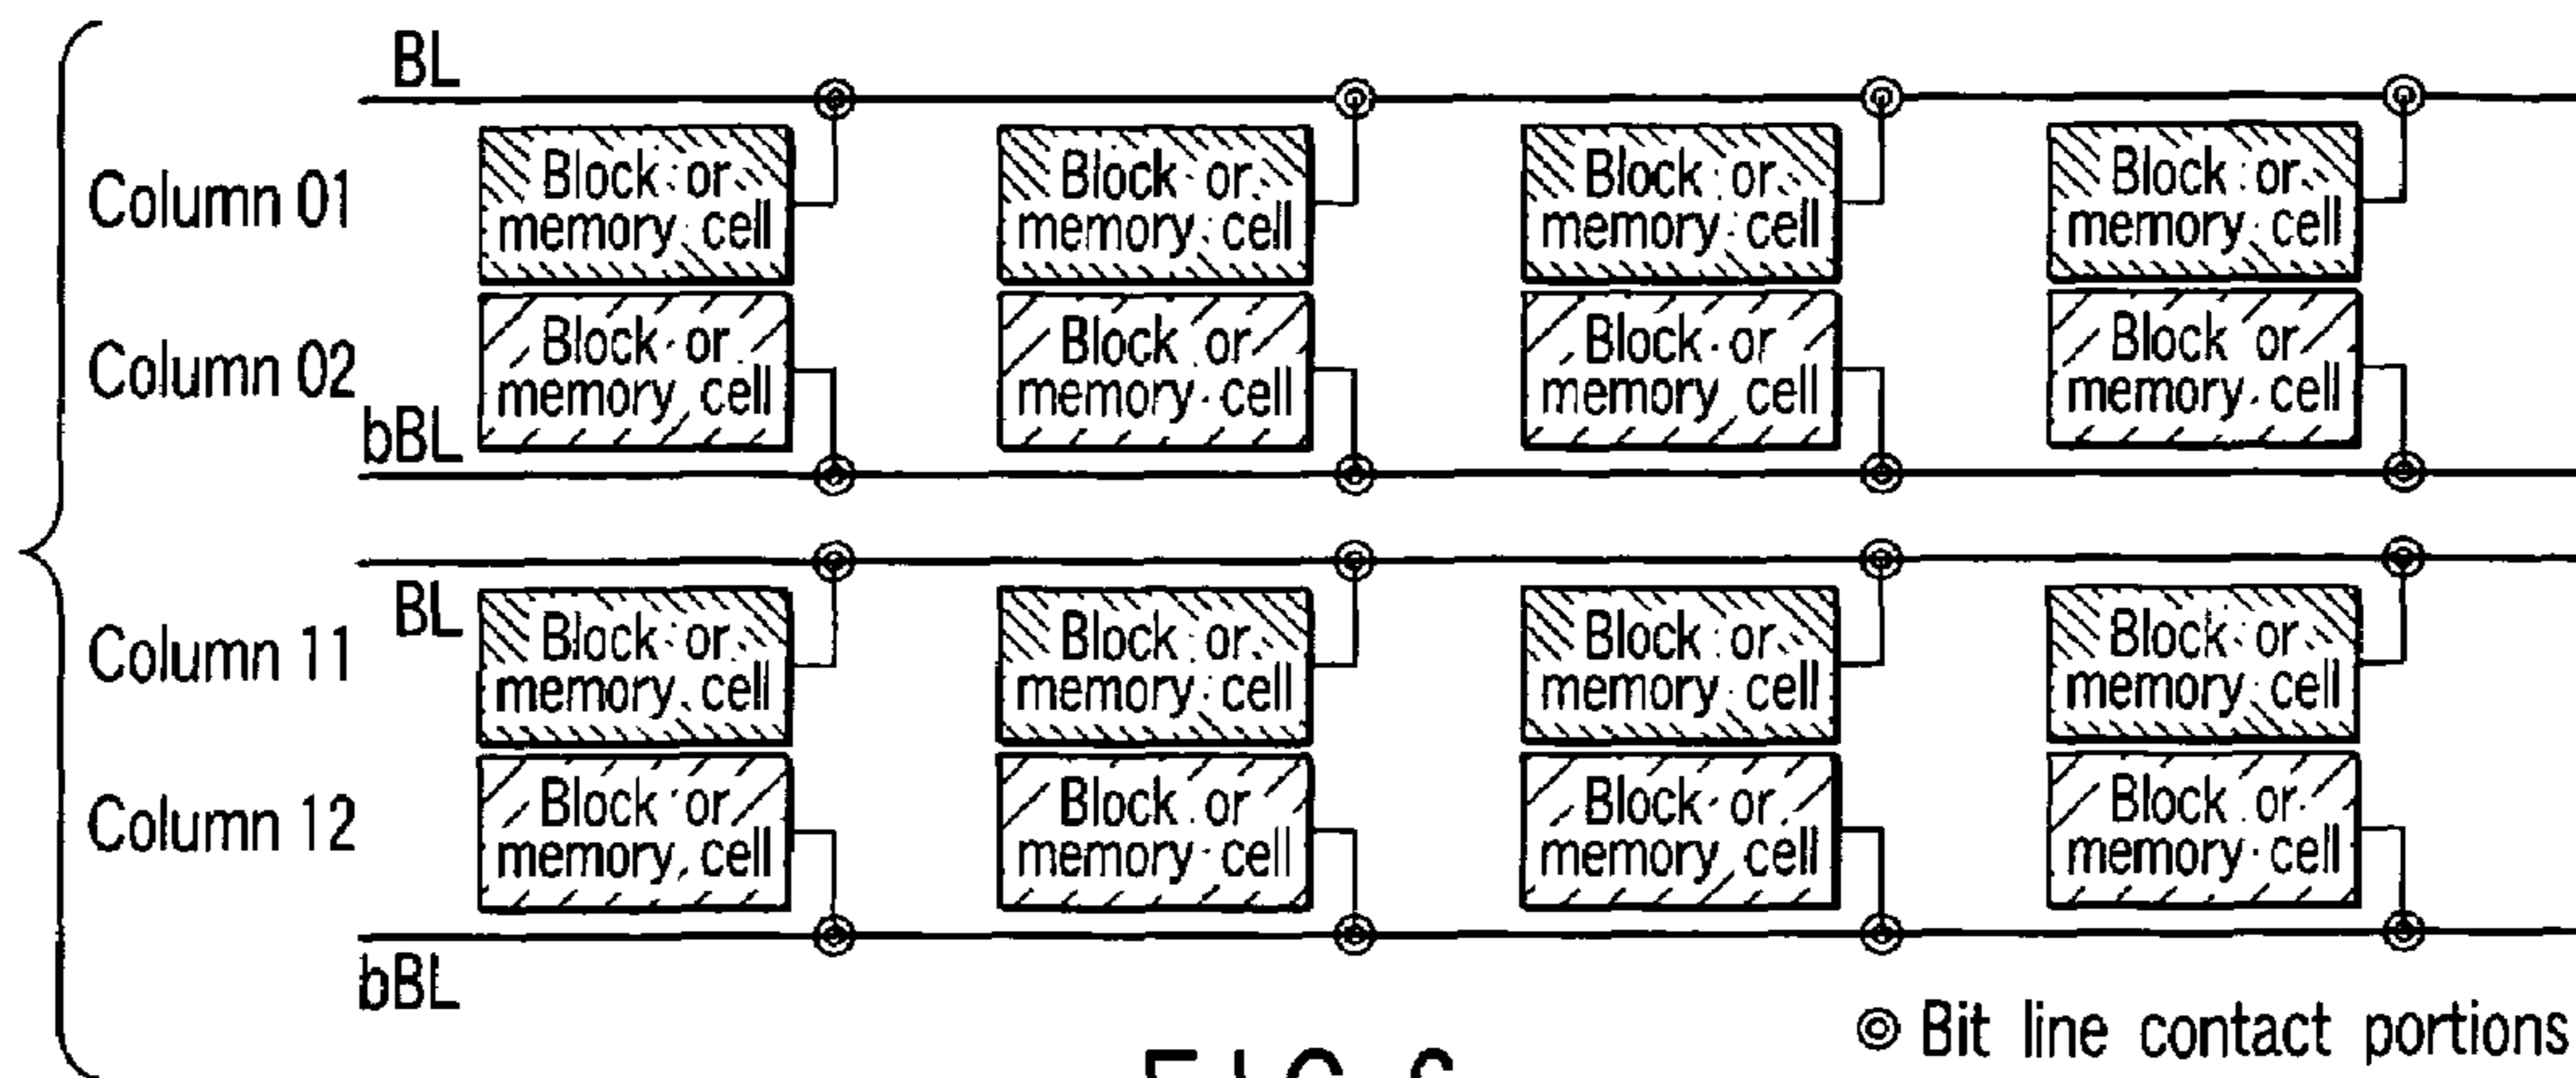 BL
Column 01
Block or Block or Block or Block or
memory cell memory cell memory cell memory cell
Column 02
Block or Block or Block or Block or
memory cell memory cell memory cell memory cell
bBL
BL
Column 11
Block or Block or Block or Block or
memory cell memory cell memory cell memory cell
Column 12
Block or Block or Block or Block or
memory cell memory cell memory cell memory cell
bBL
Bit line contact portions